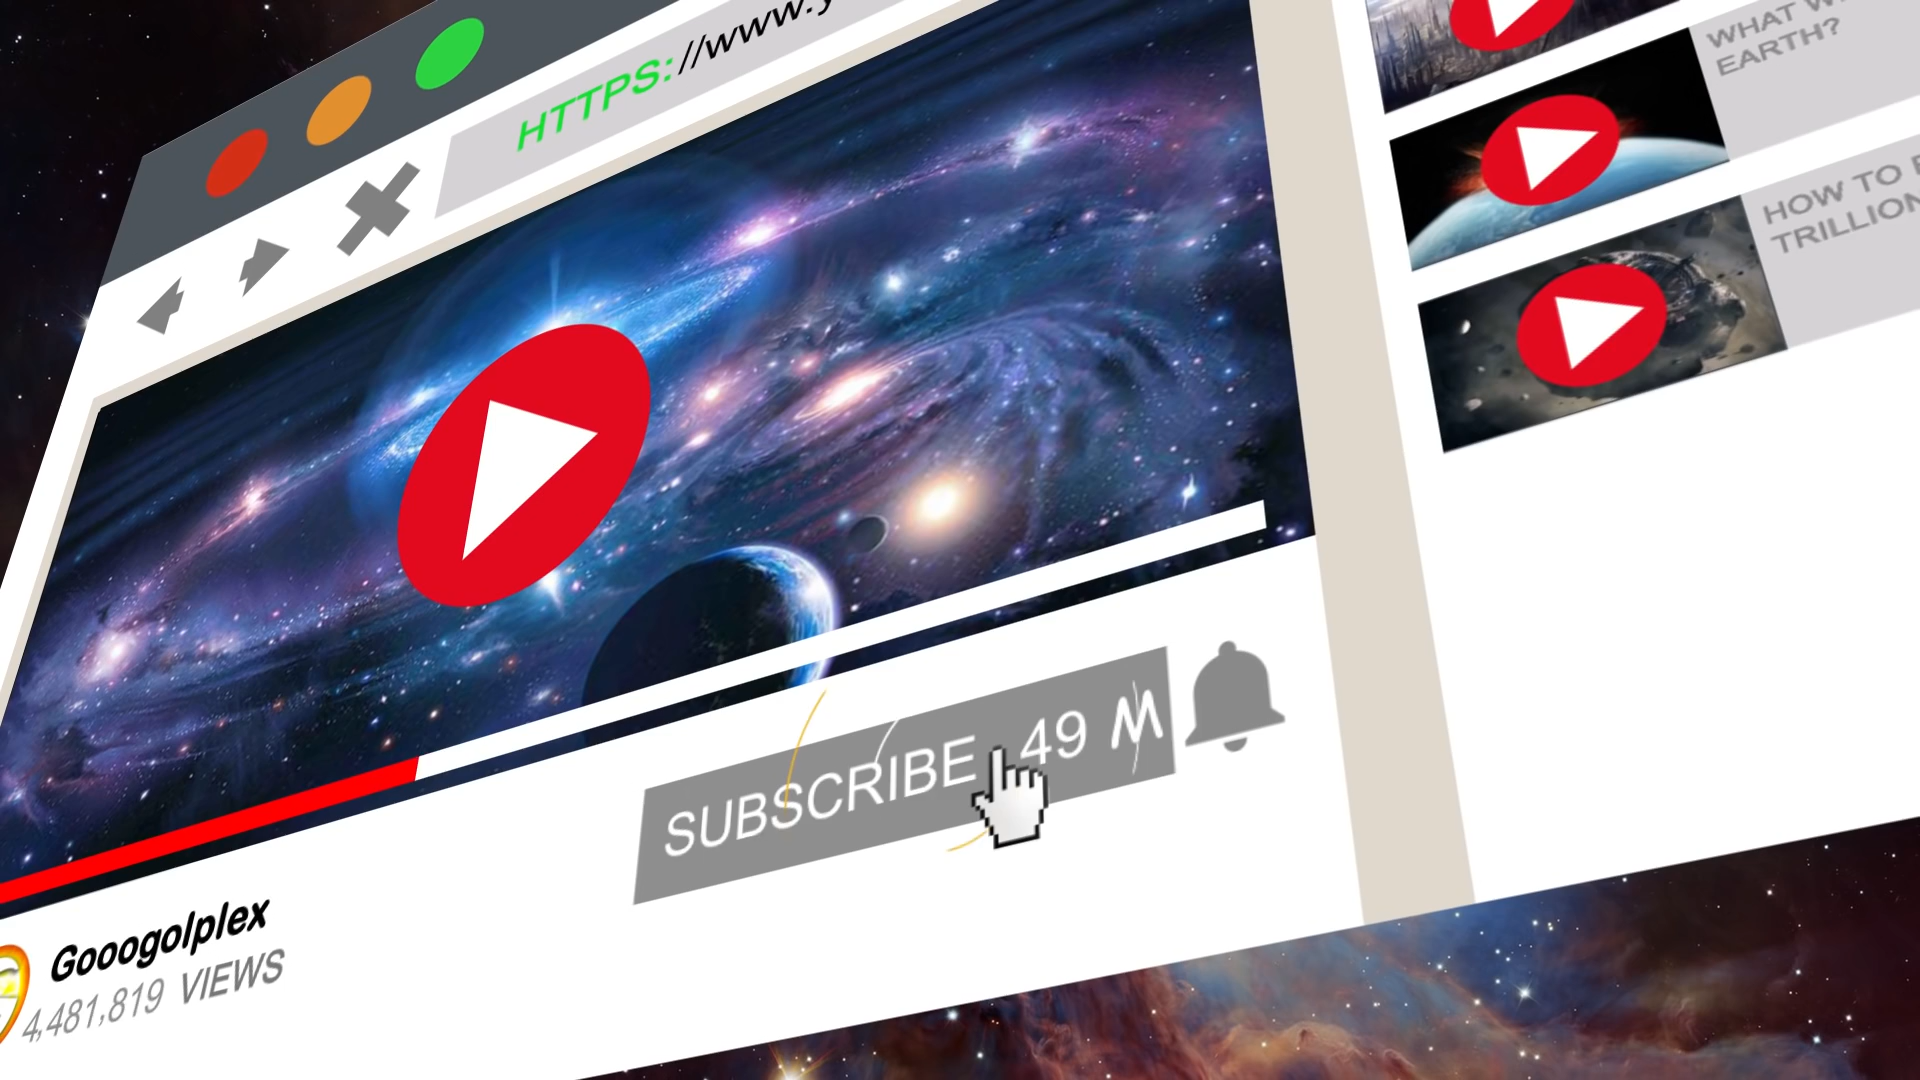 HTTPS://www.y
WHAT W
EARTH?
HOW TO
TRILLION
SUBSCRIBE 49 M
Gooogolplex
4,481,819 VIEWS